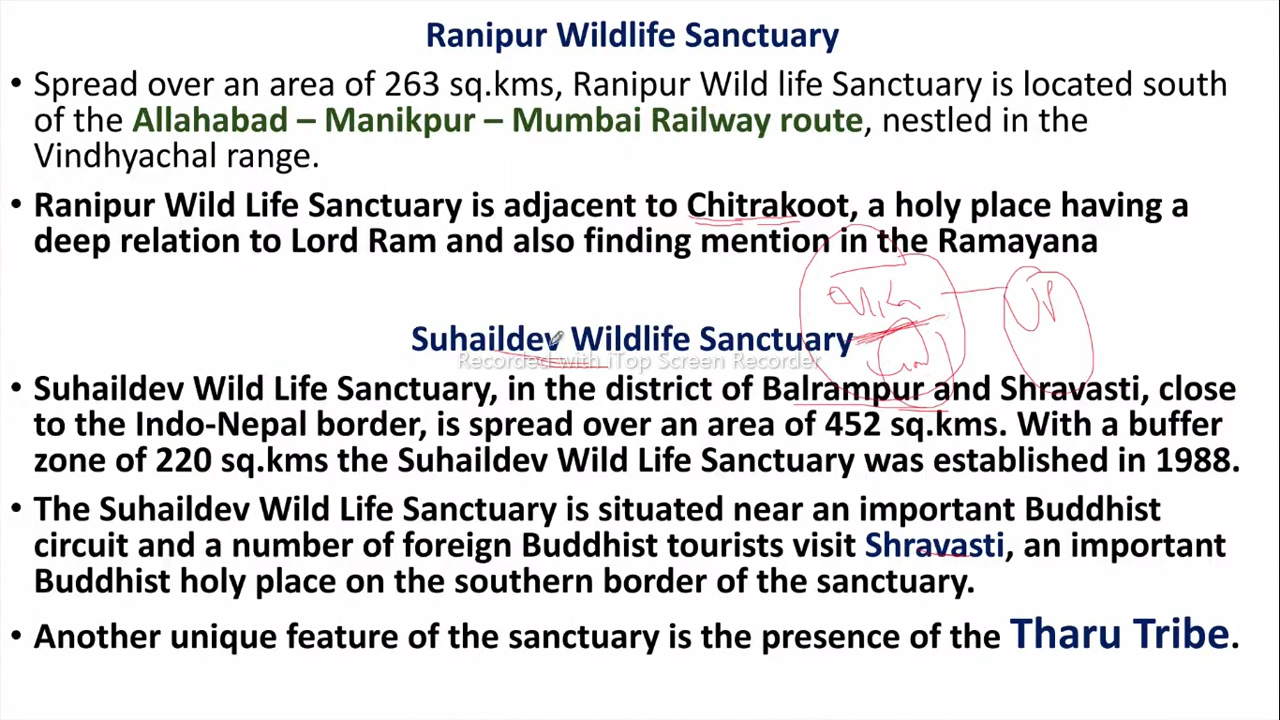 Ranipur Wildlife Sanctuary
• Spread over an area of 263 sq.kms, Ranipur Wild life Sanctuary is located south
of the Allahabad – Manikpur – Mumbai Railway route, nestled in the
Vindhyachal range.
• Ranipur Wild Life Sanctuary is adjacent to Chitrakoot, a holy place having a
deep relation to Lord Ram and also finding mention in the Ramayana
UP
Suhaildev Wildlife Sanctuary
Recorded with iTop Screen Recorder
• Suhaildev Wild Life Sanctuary, in the district of Balrampur and Shravasti, close
to the Indo-Nepal border, is spread over an area of 452 sq.kms. With a buffer
zone of 220 sq.kms the Suhaildev Wild Life Sanctuary was established in 1988.
• The Suhaildev Wild Life Sanctuary is situated near an important Buddhist
circuit and a number of foreign Buddhist tourists visit Shravasti, an important
Buddhist holy place on the southern border of the sanctuary.
• Another unique feature of the sanctuary is the presence of the Tharu Tribe.